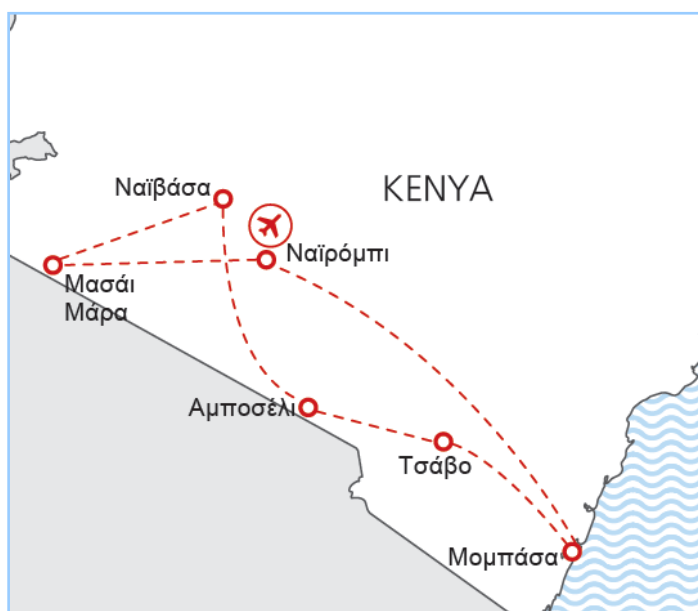 Ναϊβάσα
KENYA
Ναϊρόμπι
Μασάι
Μάρα
Αμποσέλι
Τσάβο
Μομπάσα